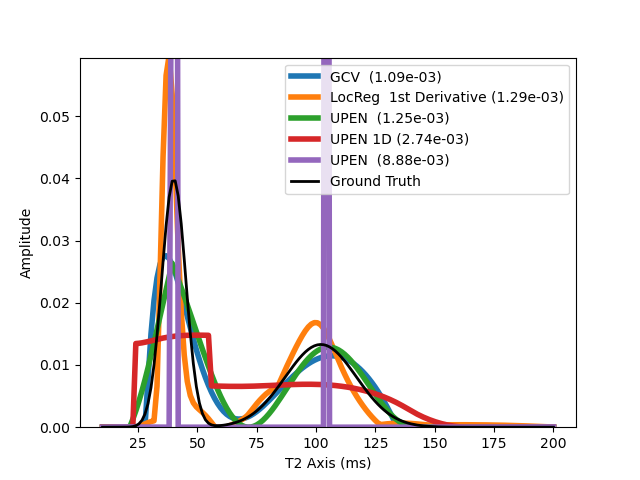 GCV (1.09e-03)
LocReg 1st Derivative (1.29e-03)
UPEN (1.25e-03)
UPEN 1D (2.74e-03)
UPEN (8.88e-03)
Ground Truth
0.05
0.04
0.03
0.02
0.01
0.00
Amplitude
25 50 75 100 125 150 175 200
T2 Axis (ms)